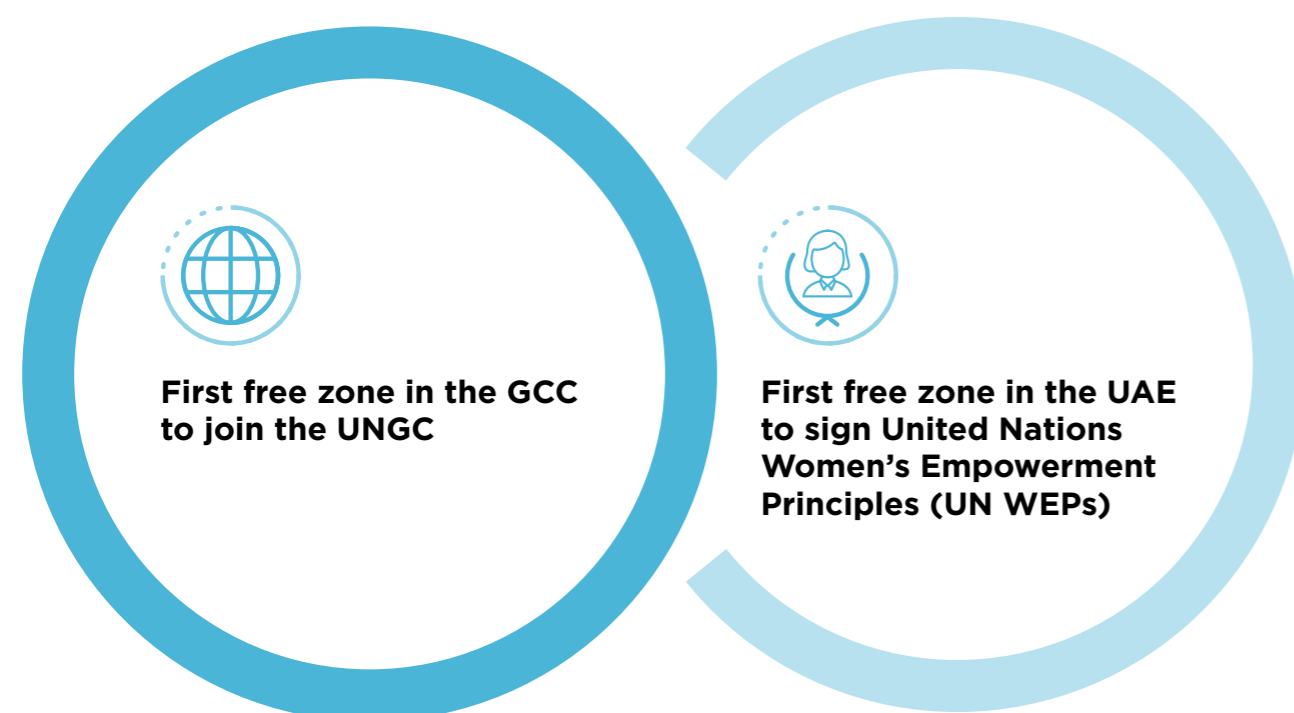 First free zone in the GCC
to join the UNGC
First free zone in the UAE
to sign United Nations
Women’s Empowerment
Principles (UN WEPs)